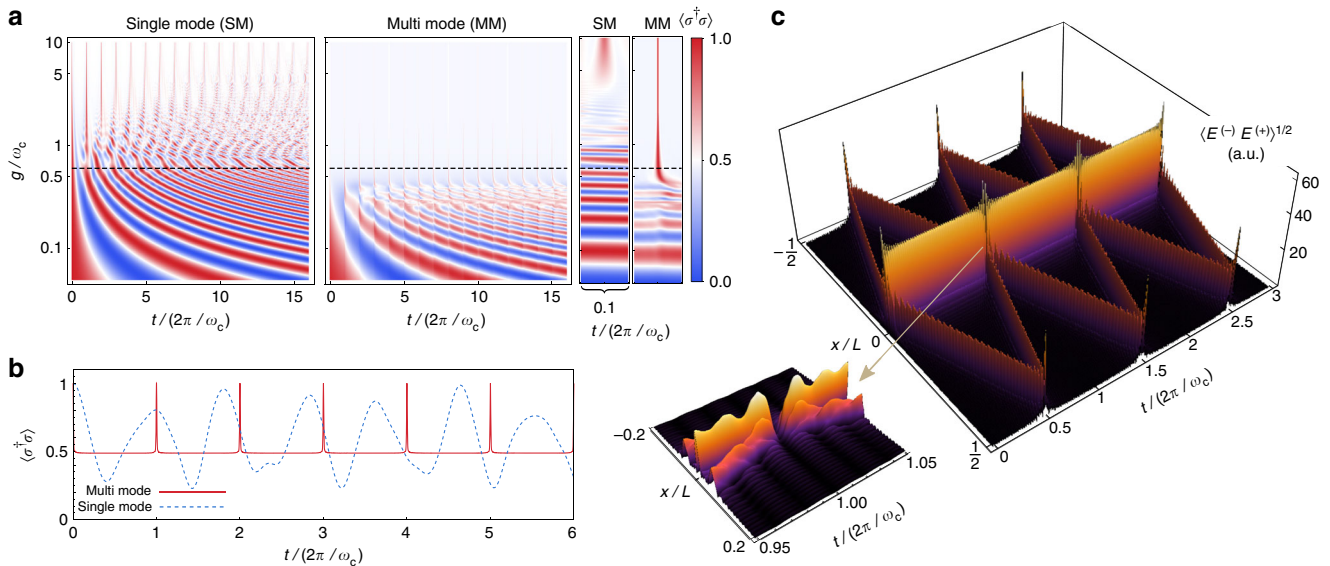 a
Single mode (SM)
Multi mode (MM)
SM
MM
⟨σ†σ⟩
10
5
1
0.5
0.1
g/ωc
0
5
10
15
t/(2π/ωc)
0
5
10
15
t/(2π/ωc)
0.1
t/(2π/ωc)
1.0
0.5
0.0
b
1
0.5
0
⟨σ†σ⟩
Multi mode
Single mode
0 1 2 3 4 5 6
t/(2π/ωc)
c
⟨E(−) E(+)⟩1/2
(a.u.)
60
40
20
−1/2
0
1/2
x/L
0
0.5
1
1.5
2
2.5
3
t/(2π/ωc)
−0.2
0.2
x/L
0.95
1.00
1.05
t/(2π/ωc)